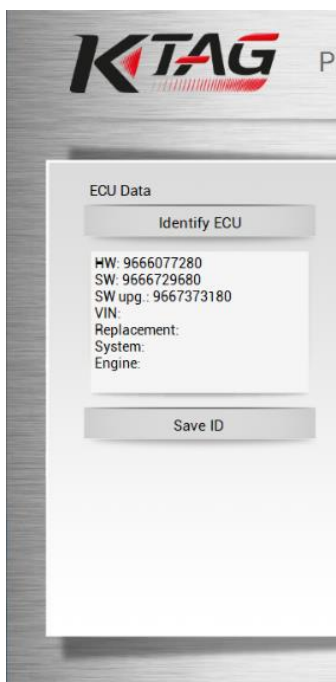 KTAG
P
ECU Data
Identify ECU
HW: 9666077280
SW: 9666729680
SW upg.: 9667373180
VIN:
Replacement:
System:
Engine:
Save ID